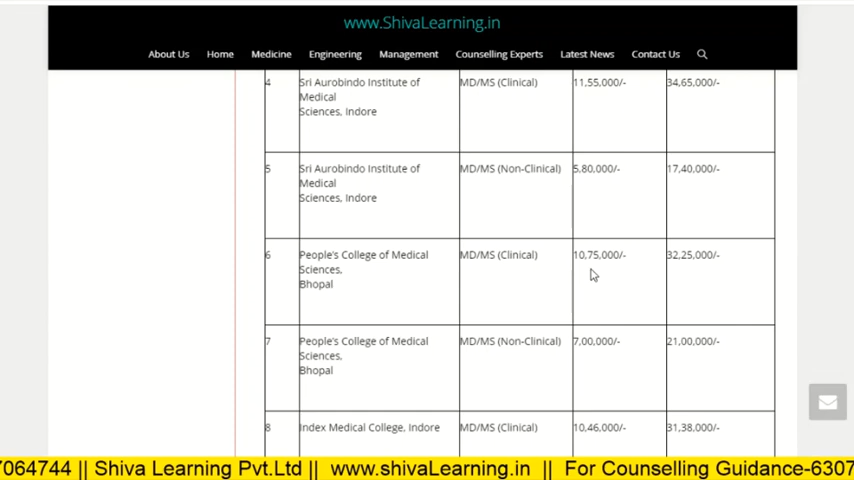 www.ShivaLearning.in
About Us Home Medicine Engineering Management Counselling Experts Latest News Contact Us
4 Sri Aurobindo Institute of MD/MS (Clinical) 11,55,000/- 34,65,000/-
Medical
Sciences, Indore
5 Sri Aurobindo Institute of MD/MS (Non-Clinical) 5,80,000/- 17,40,000/-
Medical
Sciences, Indore
6 People's College of Medical MD/MS (Clinical) 10,75,000/- 32,25,000/-
Sciences,
Bhopal
7 People's College of Medical MD/MS (Non-Clinical) 7,00,000/- 21,00,000/-
Sciences,
Bhopal
8 Index Medical College, Indore MD/MS (Clinical) 10,46,000/- 31,38,000/-
7064744 || Shiva Learning Pvt.Ltd || www.shivaLearning.in || For Counselling Guidance-6307